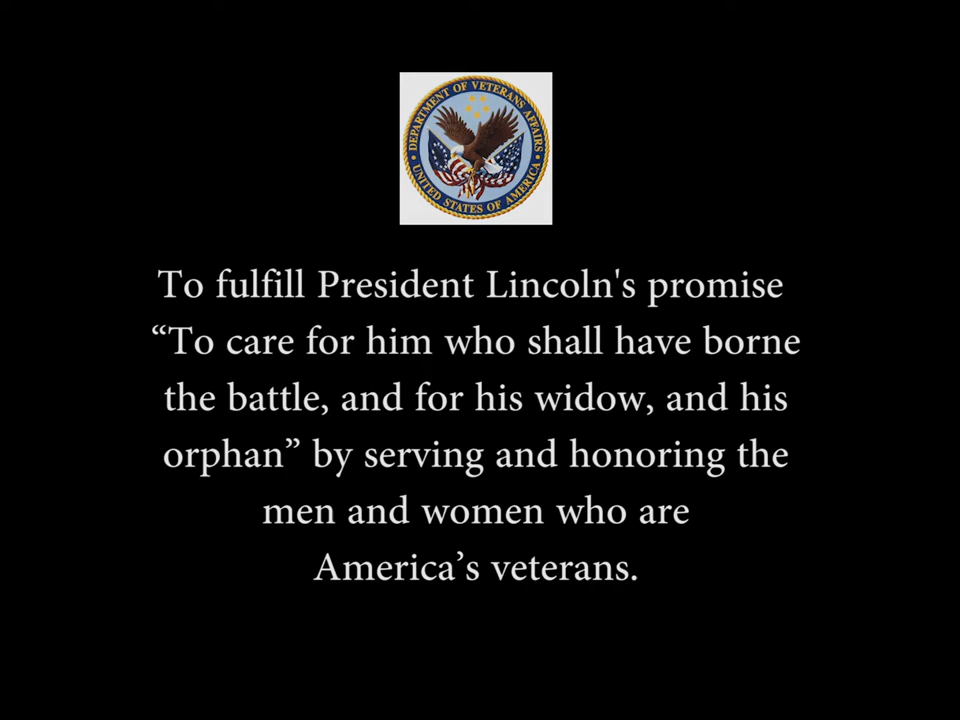 DEPARTMENT OF VETERANS AFFAIRS
UNITED STATES OF AMERICA
To fulfill President Lincoln's promise
“To care for him who shall have borne
the battle, and for his widow, and his
orphan” by serving and honoring the
men and women who are
America’s veterans.